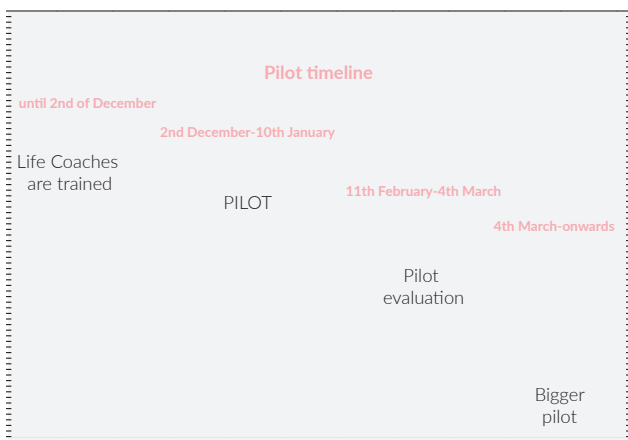 Pilot timeline
until 2nd of December
2nd December-10th January
Life Coaches
are trained
11th February-4th March
PILOT
4th March-onwards
Pilot
evaluation
Bigger
pilot